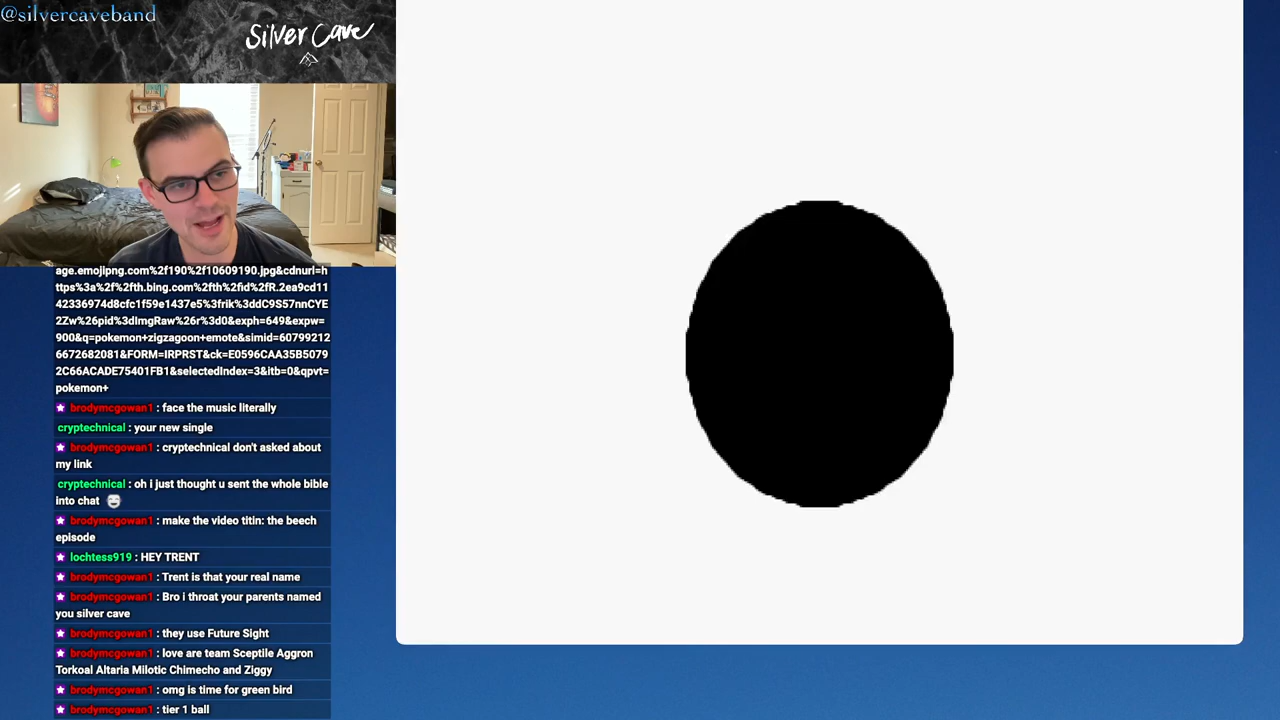 @silvercaveband
Silver Cave
age.emojipng.com%2f190%2f10609190.jpg&cdnurl=h
ttps%3a%2f%2fth.bing.com%2fth%2fid%2fR.2ea9cd11
42336974d8cfc1f59e1437e5%3frik%3ddC9S57nnCYE
2Zw%26pid%3dImgRaw%26r%3d0&exph=649&expw=
900&q=pokemon+zigzagoon+emote&simid=60799212
6672682081&FORM=IRPRST&ck=E0596CAA35B5079
2C66ACADE75401FB1&selectedIndex=3&itb=0&qpvt=
pokemon+
brodymcgowan1 : face the music literally
cryptechnical : your new single
brodymcgowan1 : cryptechnical don't asked about
my link
cryptechnical : oh i just thought u sent the whole bible
into chat
brodymcgowan1 : make the video titin: the beech
episode
lochtess919 : HEY TRENT
brodymcgowan1 : Trent is that your real name
brodymcgowan1 : Bro i throat your parents named
you silver cave
brodymcgowan1 : they use Future Sight
brodymcgowan1 : love are team Sceptile Aggron
Torkoal Altaria Milotic Chimecho and Ziggy
brodymcgowan1 : omg is time for green bird
brodymcgowan1 : tier 1 ball